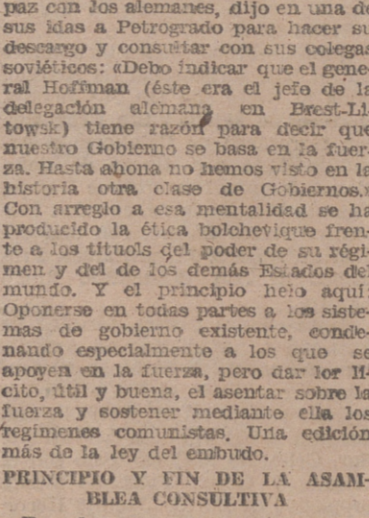 paz con los alemanes, dijo en una de
sus idas a Petrogrado para hacer su
descargo y consultar con sus colegas
soviéticos: «Debo indicar que el gene-
ral Hoffman (éste era el jefe de la
delegación alemana en Brest-Li
towsk) tiene razón para decir que
nuestro Gobierno se basa en la fuer-
za. Hasta ahona no hemos visto en la
historia otra clase de Gobiernos.»
Con arreglo a esa mentalidad se ha
producido la ética bolchevique fren-
te a los tituols del poder de su régi-
men y del de los demás Estados del
mundo. Y el principio helo aquí:
Oponerse en todas partes a los siste-
mas de gobierno existente, conde-
nando especialmente a los que se
apoyen en la fuerza, pero dar lor lí-
cito, útil y buena, el asentar sobre la
fuerza y sostener mediante ella los
regímenes comunistas. Una edición
más de la ley del embudo.
PRINCIPIO Y FIN DE LA ASAM-
BLEA CONSULTIVA